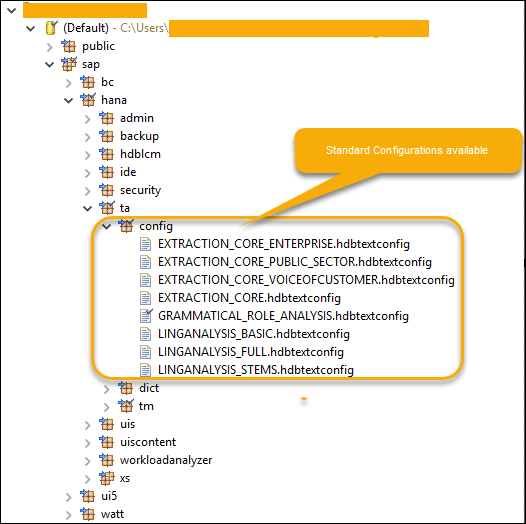 (Default) - C:\Users\
public
sap
bc
hana
admin
backup
hdblcm
ide
security
ta
config
EXTRACTION_CORE_ENTERPRISE.hdbtextconfig
EXTRACTION_CORE_PUBLIC_SECTOR.hdbtextconfig
EXTRACTION_CORE_VOICEOFCUSTOMER.hdbtextconfig
EXTRACTION_CORE.hdbtextconfig
GRAMMATICAL_ROLE_ANALYSIS.hdbtextconfig
LINGANALYSIS_BASIC.hdbtextconfig
LINGANALYSIS_FULL.hdbtextconfig
LINGANALYSIS_STEMS.hdbtextconfig
dict
tm
uis
uiscontent
workloadanalyzer
xs
ui5
watt
Standard Configurations available